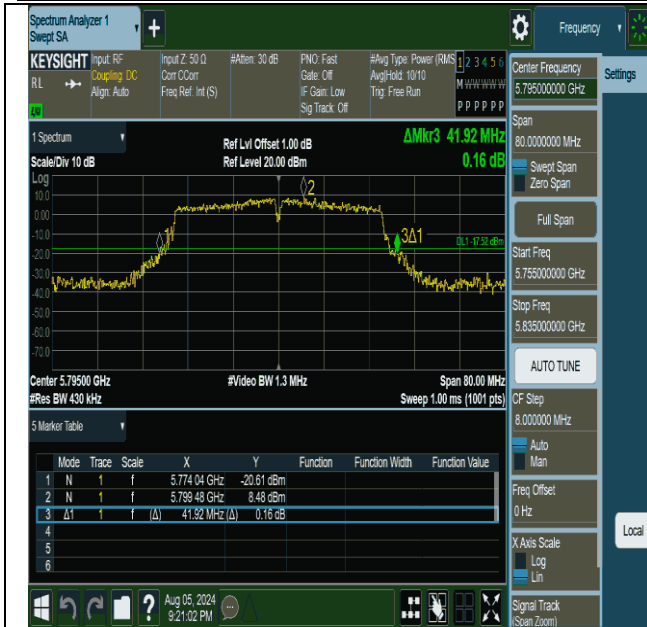 Spectrum Analyzer 1
Swept SA
Frequency
KEYSIGHT
RL
Input: RF
Coupling: DC
Align: Auto
Input Z: 50 Ω
Corr CCorr
Freq Ref: Int (S)
#Atten: 30 dB
PNO: Fast
Gate: Off
IF Gain: Low
Sig Track: Off
#Avg Type: Power (RMS
Avg|Hold: 10/10
Trig: Free Run
1 2 3 4 5 6
M W W W W W
P P P P P P
1 Spectrum
Scale/Div 10 dB
Log
Ref Lvl Offset 1.00 dB
Ref Level 20.00 dBm
ΔMkr3 41.92 MHz
0.16 dB
10.0
0.00
-10.0
-20.0
-30.0
-40.0
-50.0
-60.0
-70.0
1
2
3Δ1
DL1 -17.52 dBm
Center 5.79500 GHz
#Res BW 430 kHz
#Video BW 1.3 MHz
Span 80.00 MHz
Sweep 1.00 ms (1001 pts)
5 Marker Table
Mode Trace Scale X Y Function Function Width Function Value
1 N 1 f 5.774 04 GHz -20.61 dBm
2 N 1 f 5.799 48 GHz 8.48 dBm
3 Δ1 1 f (Δ) 41.92 MHz (Δ) 0.16 dB
4
5
6
Aug 05, 2024
9:21:02 PM
Center Frequency
5.795000000 GHz
Settings
Span
80.0000000 MHz
Swept Span
Zero Span
Full Span
Start Freq
5.755000000 GHz
Stop Freq
5.835000000 GHz
AUTO TUNE
CF Step
8.000000 MHz
Auto
Man
Freq Offset
0 Hz
X Axis Scale
Log
Lin
Local
Signal Track
(Span Zoom)